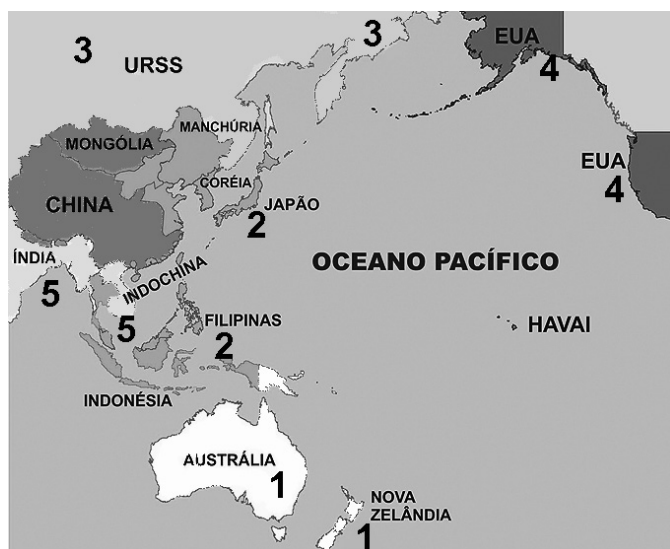 3
3
URSS
EUA
4
MANCHÚRIA
MONGÓLIA
EUA
4
CORÉIA
CHINA
JAPÃO
2
ÍNDIA
5
INDOCHINA
OCEANO PACÍFICO
5
FILIPINAS
2
HAVAI
INDONÉSIA
AUSTRÁLIA
1
NOVA
ZELÂNDIA
1